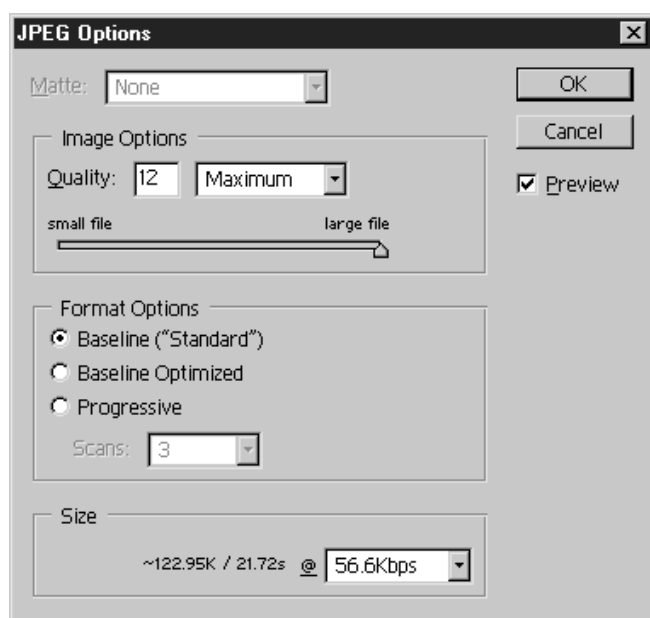 JPEG Options
Matte: None
OK
Cancel
Preview
Image Options
Quality: 12 Maximum
small file large file
Format Options
Baseline ("Standard")
Baseline Optimized
Progressive
Scans: 3
Size
~122.95K / 21.72s @ 56.6Kbps